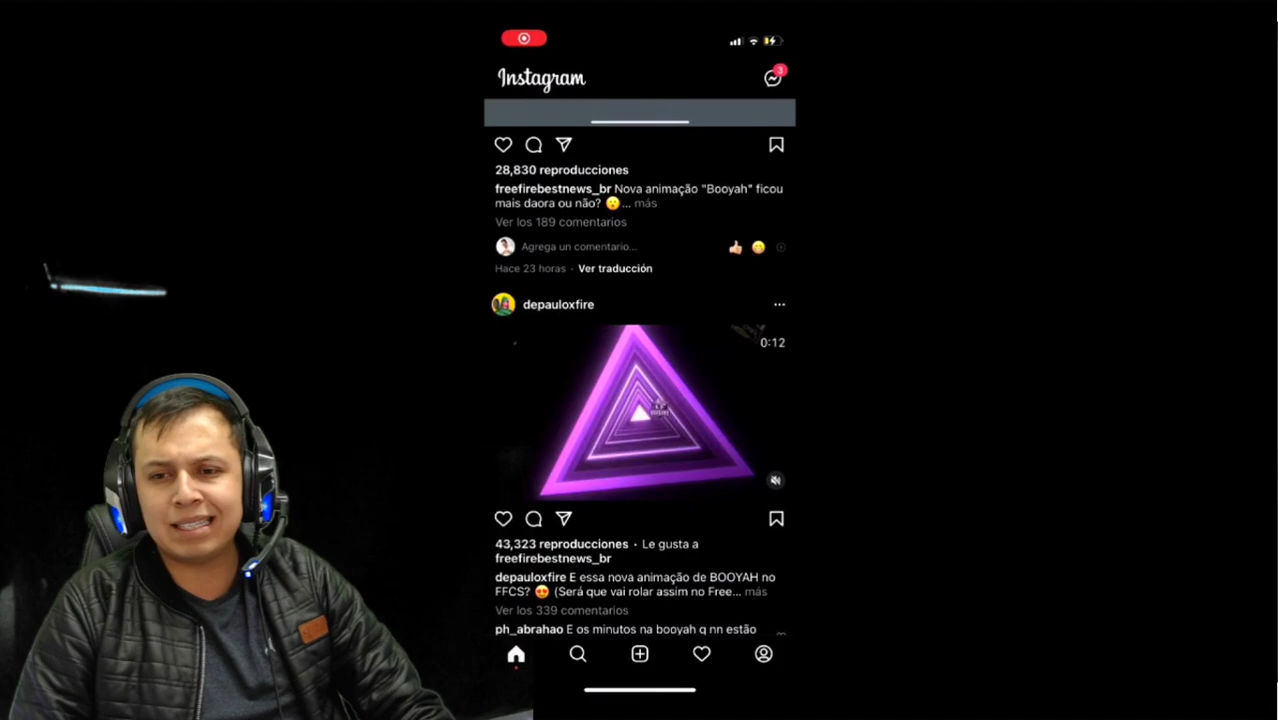 Instagram
3
28,830 reproducciones
freefirebestnews_br Nova animação "Booyah" ficou
mais daora ou não? 😮... más
Ver los 189 comentarios
Agrega un comentario...
Hace 23 horas · Ver traducción
depauloxfire
0:12
43,323 reproducciones · Le gusta a
freefirebestnews_br
depauloxfire E essa nova animação de BOOYAH no
FFCS? 😍 (Será que vai rolar assim no Free... más
Ver los 339 comentarios
ph_abrahao E os minutos na booyah q nn estão